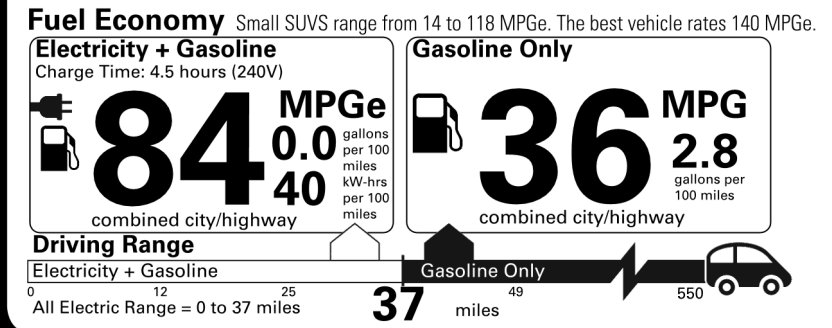 Fuel Economy Small SUVS range from 14 to 118 MPGe. The best vehicle rates 140 MPGe.
Electricity + Gasoline
Charge Time: 4.5 hours (240V)
84
MPGe
0.0 gallons per 100 miles
40 kW-hrs per 100 miles
combined city/highway
Gasoline Only
36
MPG
2.8
gallons per
100 miles
combined city/highway
Driving Range
Electricity + Gasoline
Gasoline Only
0 12 25 37 49 550
miles
All Electric Range = 0 to 37 miles